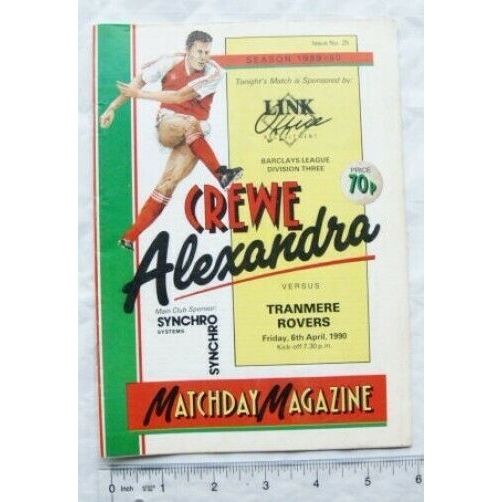 Issue No. 25
SEASON 1989-90
Tonight's Match is Sponsored by:
LINK
Office
BARCLAYS LEAGUE
DIVISION THREE
PRICE
70p
CREWE
Alexandra
VERSUS
Main Club Sponsor:
SYNCHRO
SYSTEMS
SYNCHRO
TRANMERE
ROVERS
Friday, 6th April, 1990
Kick-off 7.30 p.m.
MATCHDAY MAGAZINE
0 Inch 1 2 3 4 5 6